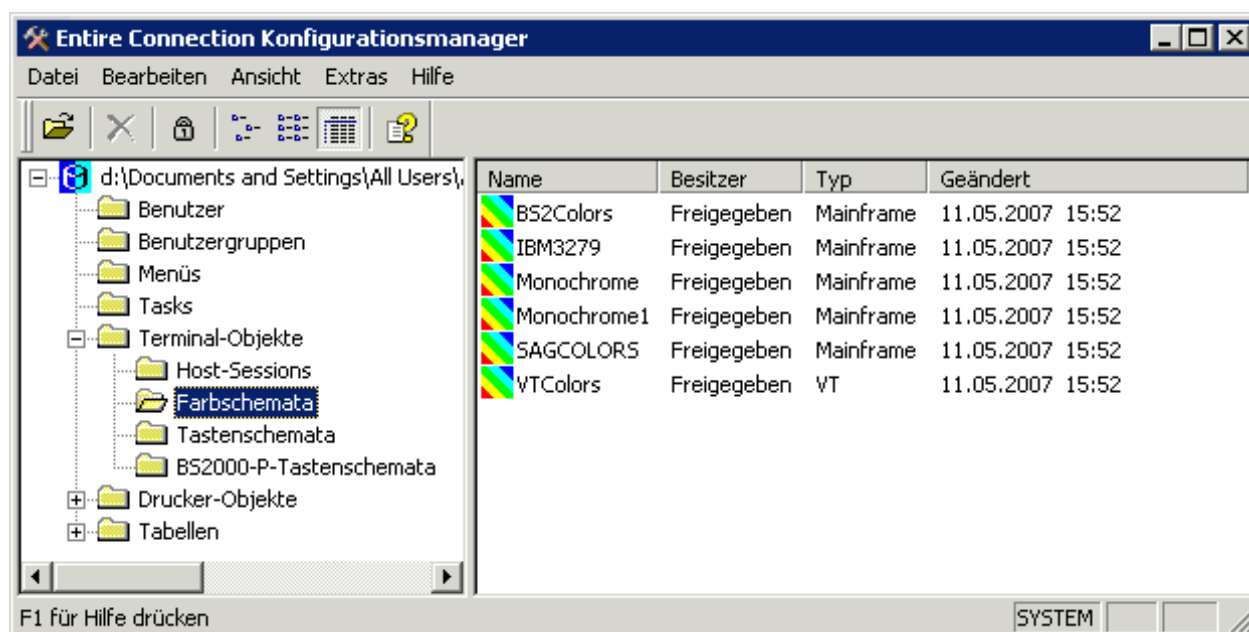 Entire Connection Konfigurationsmanager
Datei Bearbeiten Ansicht Extras Hilfe
d:\Documents and Settings\All Users\
Benutzer
Benutzergruppen
Menüs
Tasks
Terminal-Objekte
Host-Sessions
Farbschemata
Tastenschemata
BS2000-P-Tastenschemata
Drucker-Objekte
Tabellen
Name Besitzer Typ Geändert
BS2Colors Freigegeben Mainframe 11.05.2007 15:52
IBM3279 Freigegeben Mainframe 11.05.2007 15:52
Monochrome Freigegeben Mainframe 11.05.2007 15:52
Monochrome1 Freigegeben Mainframe 11.05.2007 15:52
SAGCOLORS Freigegeben Mainframe 11.05.2007 15:52
VTColors Freigegeben VT 11.05.2007 15:52
F1 für Hilfe drücken
SYSTEM